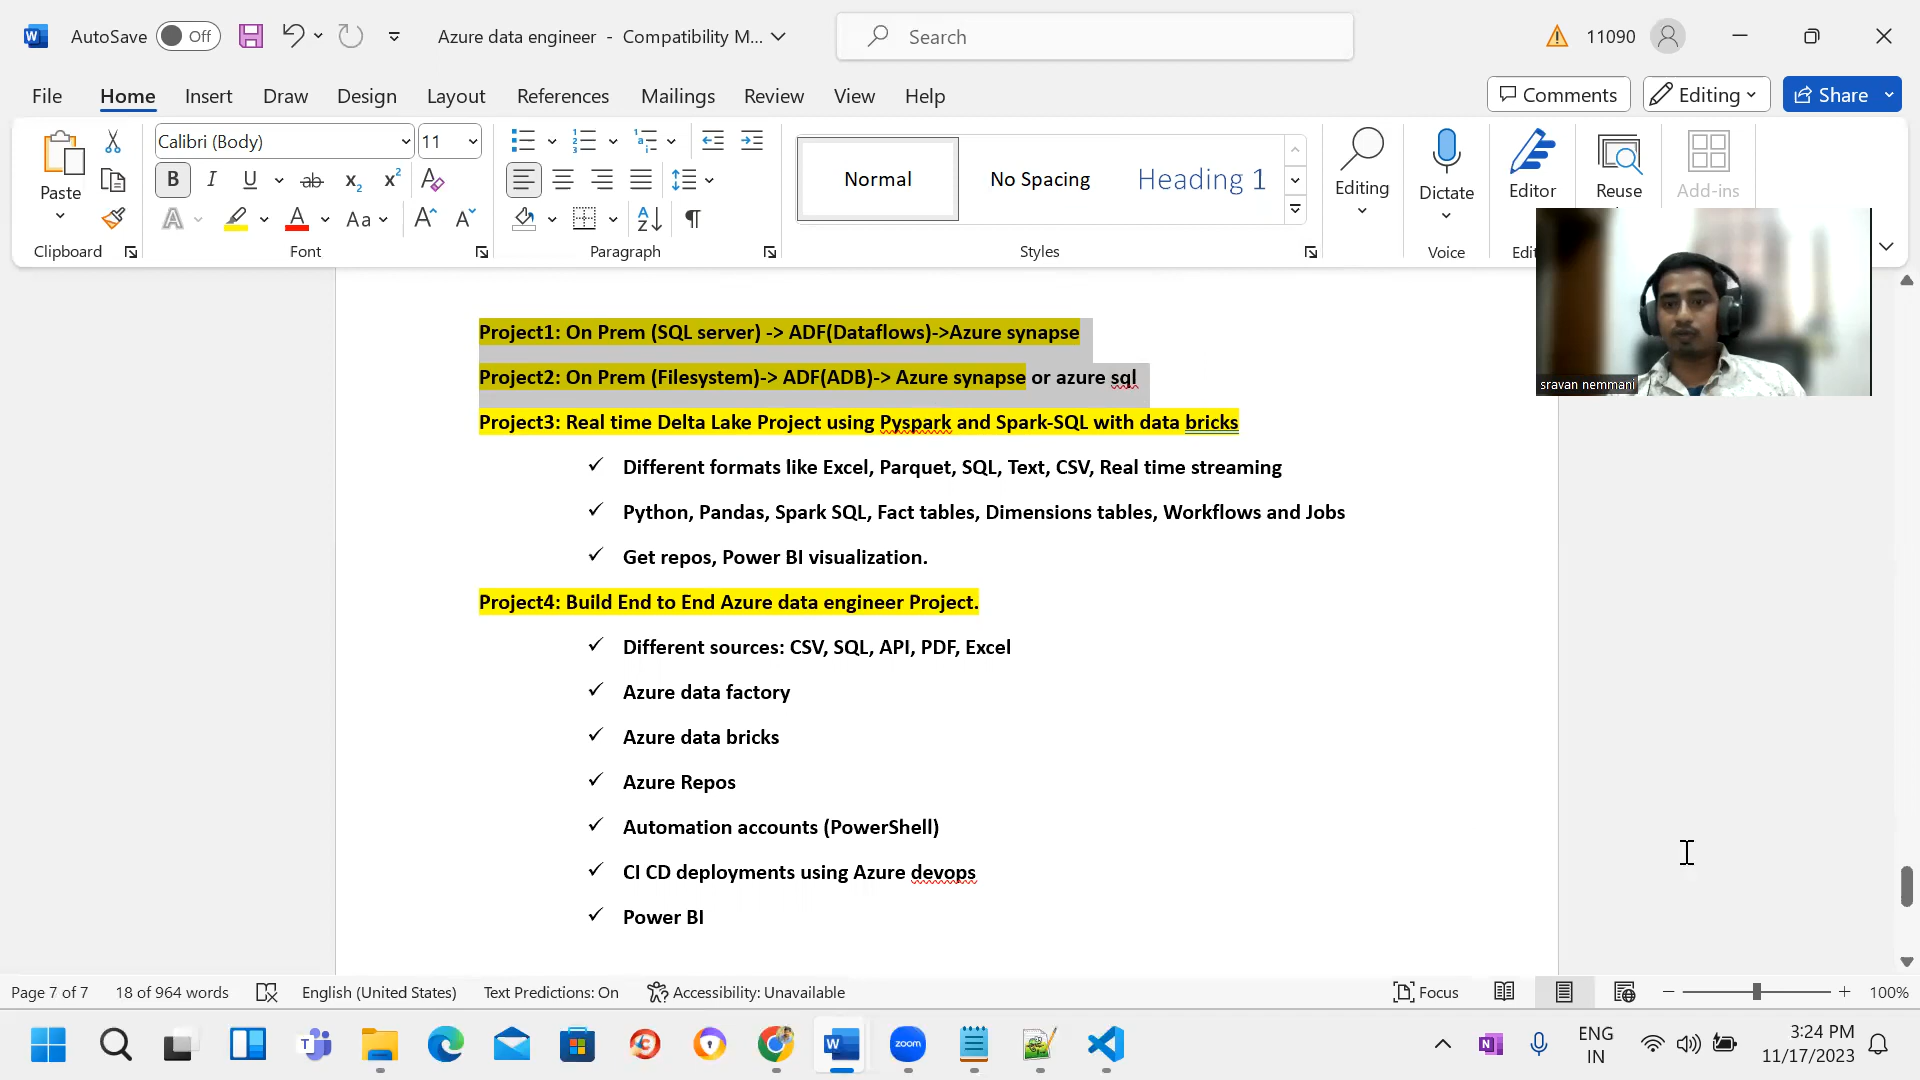 AutoSave Off Azure data engineer - Compatibility M... Search 11090
File Home Insert Draw Design Layout References Mailings Review View Help Comments Editing Share
Paste
Clipboard
Calibri (Body) 11
Font
Paragraph
Normal No Spacing Heading 1
Styles
Editing
Dictate
Voice
Editor
Edit
Reuse
Add-ins
sravan nemmani
Project1: On Prem (SQL server) -> ADF(Dataflows)->Azure synapse
Project2: On Prem (Filesystem)-> ADF(ADB)-> Azure synapse or azure sql
Project3: Real time Delta Lake Project using Pyspark and Spark-SQL with data bricks
✓ Different formats like Excel, Parquet, SQL, Text, CSV, Real time streaming
✓ Python, Pandas, Spark SQL, Fact tables, Dimensions tables, Workflows and Jobs
✓ Get repos, Power BI visualization.
Project4: Build End to End Azure data engineer Project.
✓ Different sources: CSV, SQL, API, PDF, Excel
✓ Azure data factory
✓ Azure data bricks
✓ Azure Repos
✓ Automation accounts (PowerShell)
✓ CI CD deployments using Azure devops
✓ Power BI
Page 7 of 7 18 of 964 words English (United States) Text Predictions: On Accessibility: Unavailable Focus 100%
zoom
ENG
IN
3:24 PM
11/17/2023